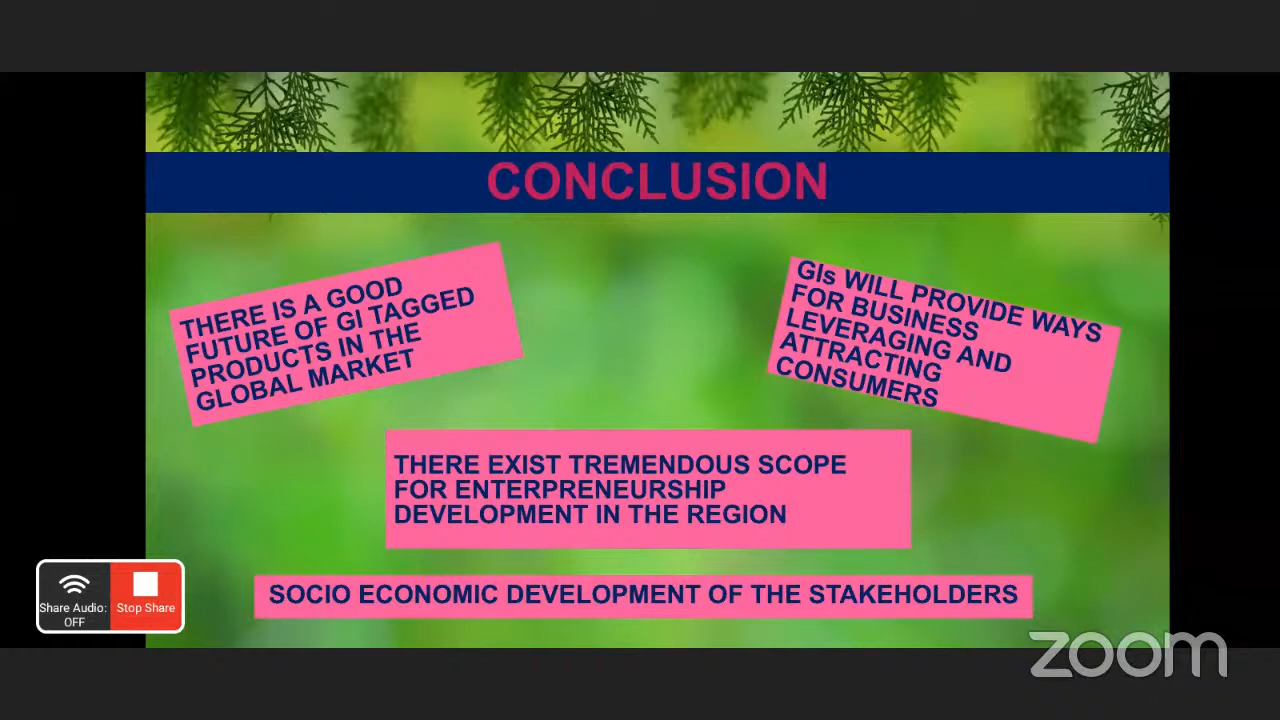 CONCLUSION
THERE IS A GOOD
FUTURE OF GI TAGGED
PRODUCTS IN THE
GLOBAL MARKET
GIs WILL PROVIDE WAYS
FOR BUSINESS
LEVERAGING AND
ATTRACTING
CONSUMERS
THERE EXIST TREMENDOUS SCOPE
FOR ENTERPRENEURSHIP
DEVELOPMENT IN THE REGION
SOCIO ECONOMIC DEVELOPMENT OF THE STAKEHOLDERS
Share Audio:
OFF
Stop Share
zoom